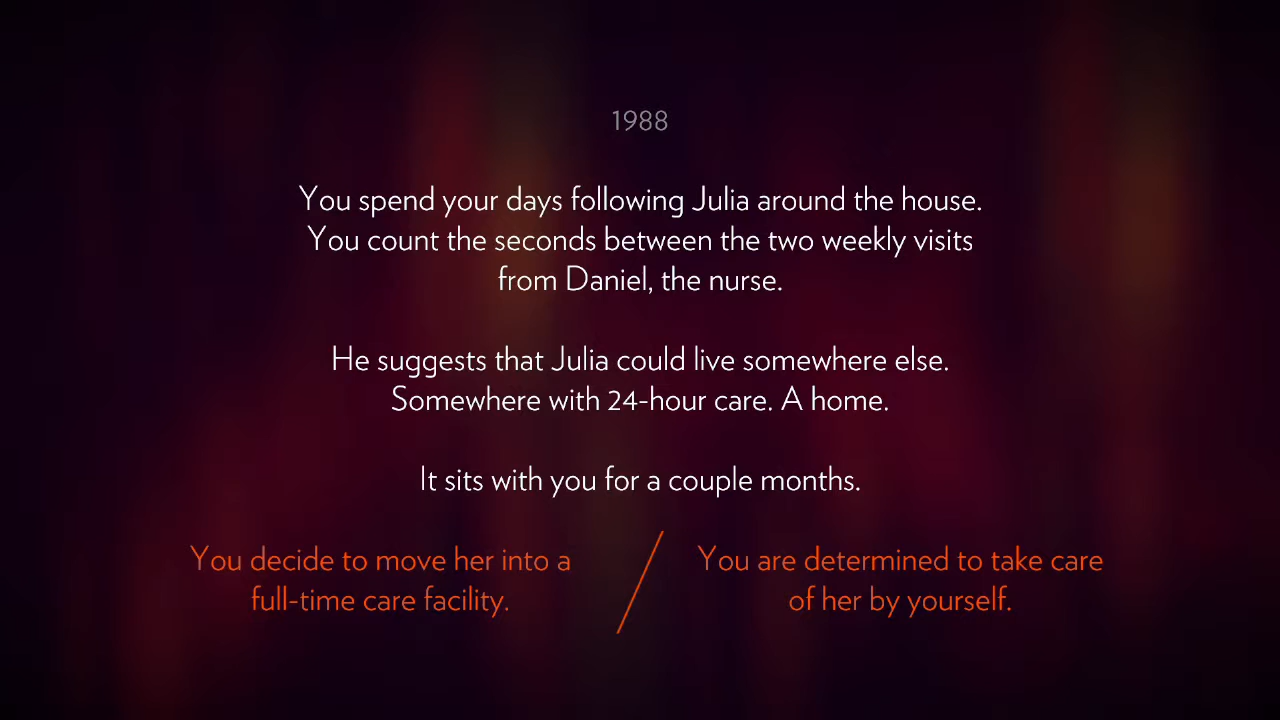 1988
You spend your days following Julia around the house.
You count the seconds between the two weekly visits
from Daniel, the nurse.
He suggests that Julia could live somewhere else.
Somewhere with 24-hour care. A home.
It sits with you for a couple months.
You decide to move her into a
full-time care facility.
You are determined to take care
of her by yourself.